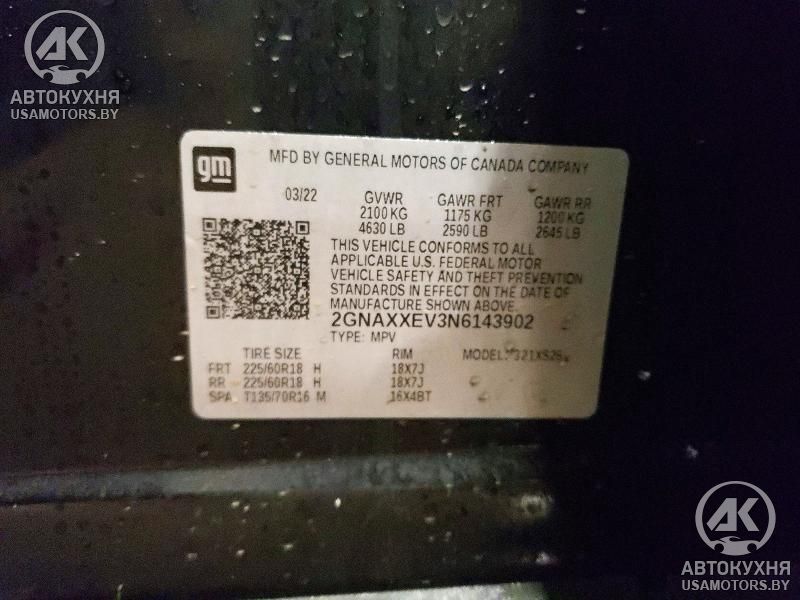 AK
АВТОКУХНЯ
USAMOTORS.BY
gm
MFD BY GENERAL MOTORS OF CANADA COMPANY
03/22 GVWR GAWR FRT GAWR RR
2100 KG 1175 KG 1200 KG
4630 LB 2590 LB 2645 LB
THIS VEHICLE CONFORMS TO ALL
APPLICABLE U.S. FEDERAL MOTOR
VEHICLE SAFETY AND THEFT PREVENTION
STANDARDS IN EFFECT ON THE DATE OF
MANUFACTURE SHOWN ABOVE.
2GNAXXEV3N6143902
TYPE: MPV
TIRE SIZE RIM MODEL:
FRT 225/60R18 H 18X7J
RR 225/60R18 H 18X7J
SPA T135/70R16 M 16X4BT
AK
АВТОКУХНЯ
USAMOTORS.BY